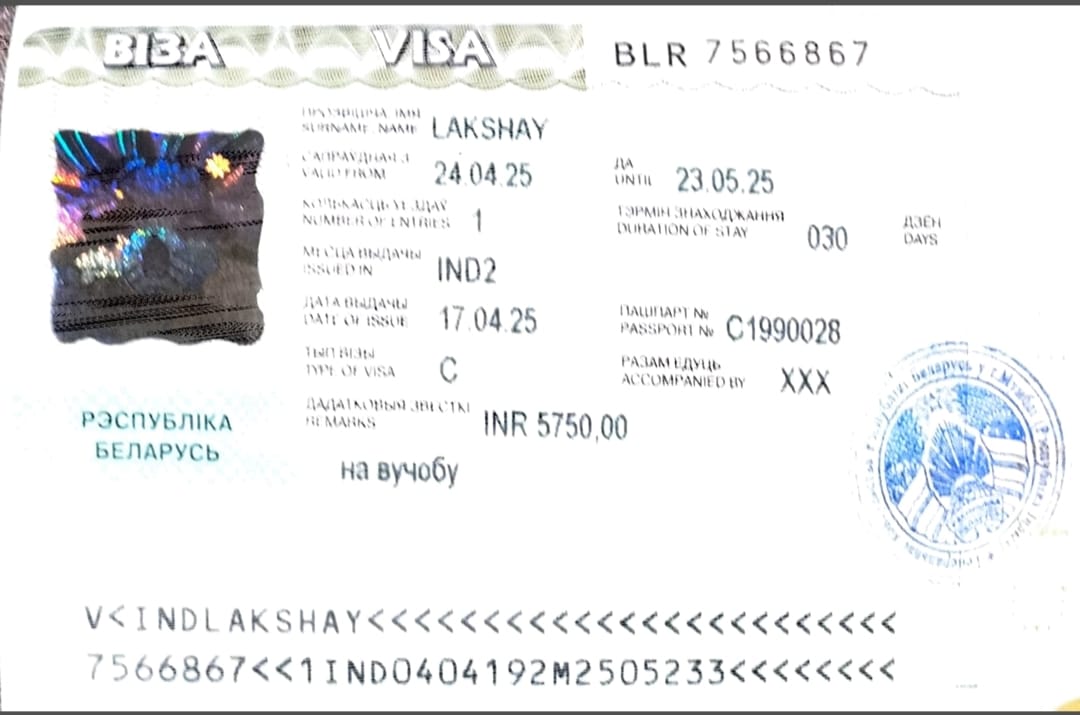 ВІЗА VISA BLR 7566867
ПРОЗВІШЧА, ІМЯ
SURNAME, NAME LAKSHAY
САПРАЎДНАЯ З
VALID FROM 24.04.25
ДА
UNTIL 23.05.25
КОЛЬКАСЦЬ УЕЗДАЎ
NUMBER OF ENTRIES 1
ТЭРМІН ЗНАХОДЖАННЯ
DURATION OF STAY 030 ДЗЁН
DAYS
МЕСЦА ВЫДАЧЫ
ISSUED IN IND2
ДАТА ВЫДАЧЫ
DATE OF ISSUE 17.04.25
ПАШПАРТ №
PASSPORT № C1990028
ТЫП ВІЗЫ
TYPE OF VISA C
РАЗАМ ЕДУЦЬ
ACCOMPANIED BY XXX
ДАДАТКОВЫЯ ЗВЕСТКІ
REMARKS INR 5750,00
на вучобу
РЭСПУБЛІКА
БЕЛАРУСЬ
V<INDLAKSHAY<<<<<<<<<<<<<<<<<<<<<<<<
7566867<<1IND0404192M2505233<<<<<<<<